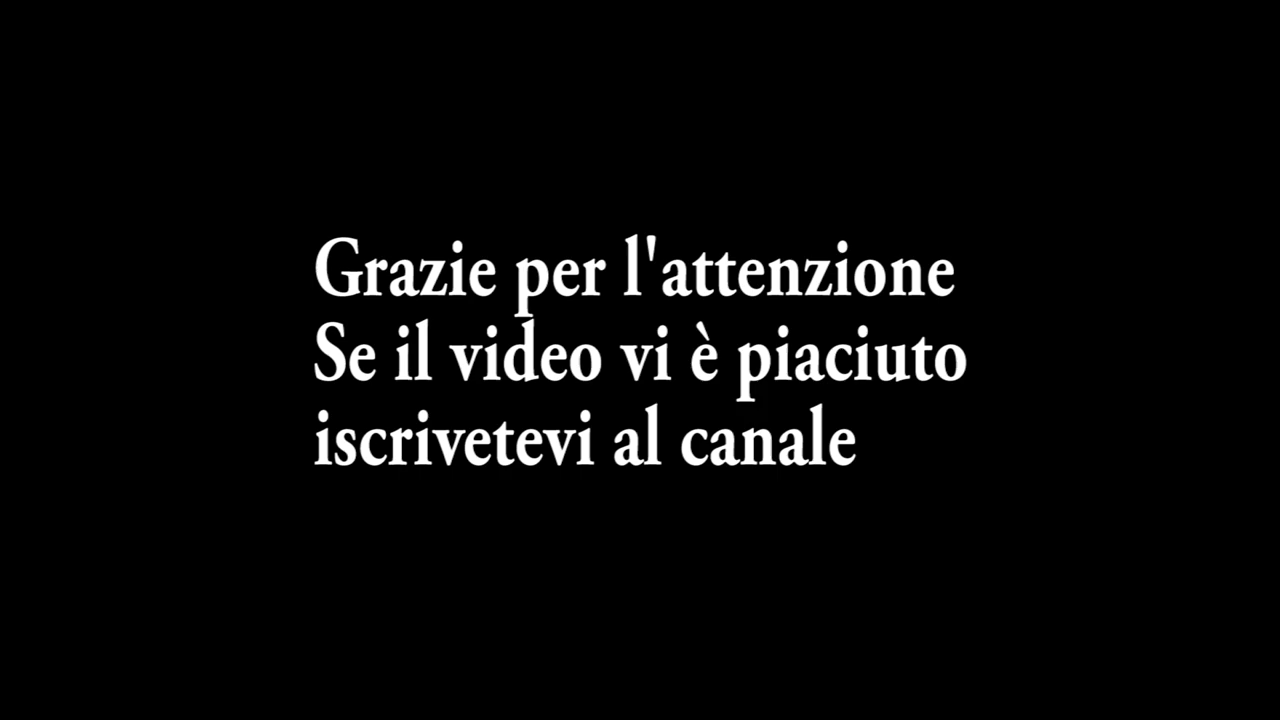 Grazie per l'attenzione
Se il video vi è piaciuto
iscrivetevi al canale